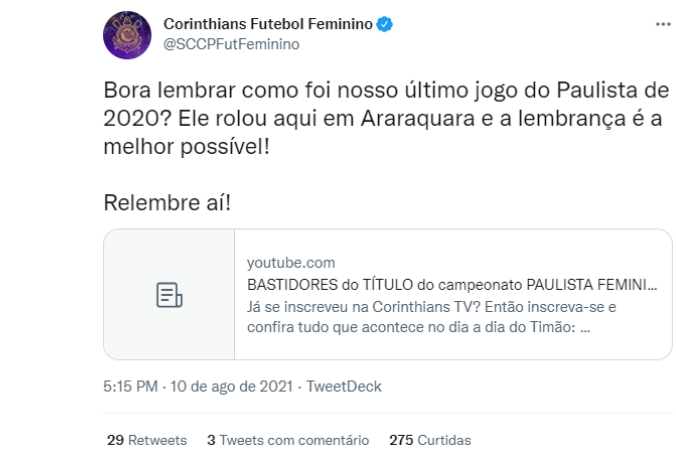 Corinthians Futebol Feminino
@SCCPFutFeminino
Bora lembrar como foi nosso último jogo do Paulista de
2020? Ele rolou aqui em Araraquara e a lembrança é a
melhor possível!
Relembre aí!
youtube.com
BASTIDORES do TÍTULO do campeonato PAULISTA FEMINI...
Já se inscreveu na Corinthians TV? Então inscreva-se e
confira tudo que acontece no dia a dia do Timão: ...
5:15 PM · 10 de ago de 2021 · TweetDeck
29 Retweets 3 Tweets com comentário 275 Curtidas